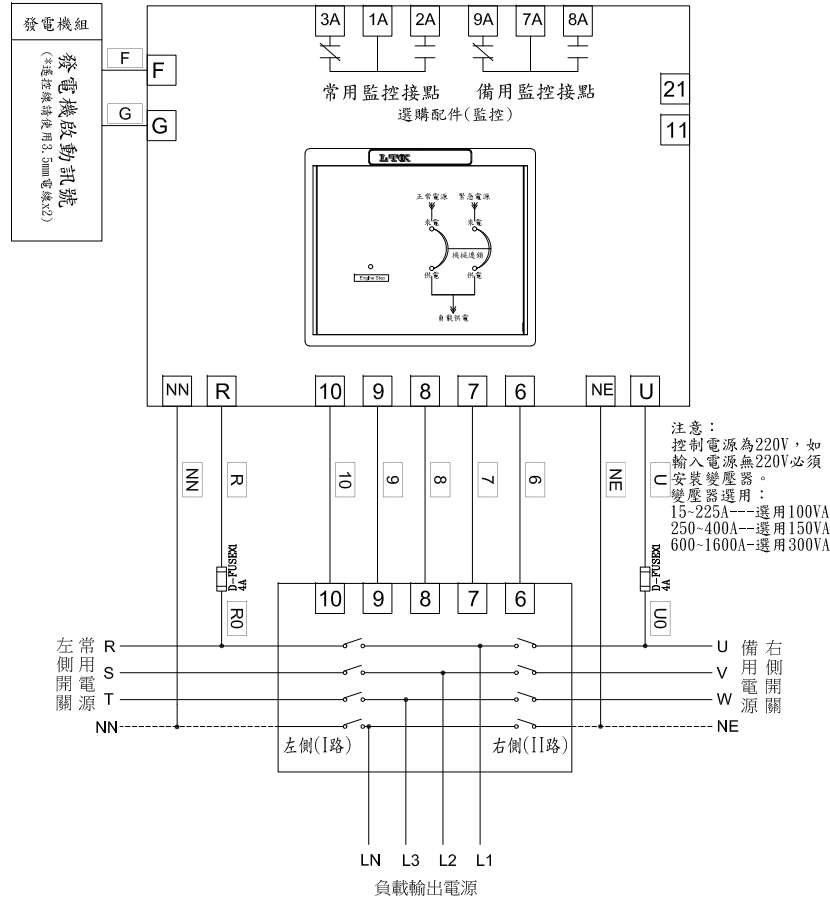 發電機組
F
G
F
G
發電機啟動訊號
(*遙控線請使用3.5mm電線x2)
3A 1A 2A 9A 7A 8A
常用監控接點 備用監控接點
選購配件(監控)
21
11
正常電源 緊急電源
來電 來電
機械連鎖
供電 供電
Engine Stop
負載供電
NN R 10 9 8 7 6 NE U
NN R 10 9 8 7 6 NE U
注意：
控制電源為220V，如
輸入電源無220V必須
安裝變壓器。
變壓器選用：
15~225A---選用100VA
250~400A--選用150VA
600~1600A-選用300VA
D-FUSEX1
4A
D-FUSEX1
4A
R0 U0
10 9 8 7 6
常用電源
左側開關
R
S
T
NN
U
V
W
NE
右側開關
備用電源
左側(I路) 右側(II路)
LN L3 L2 L1
負載輸出電源